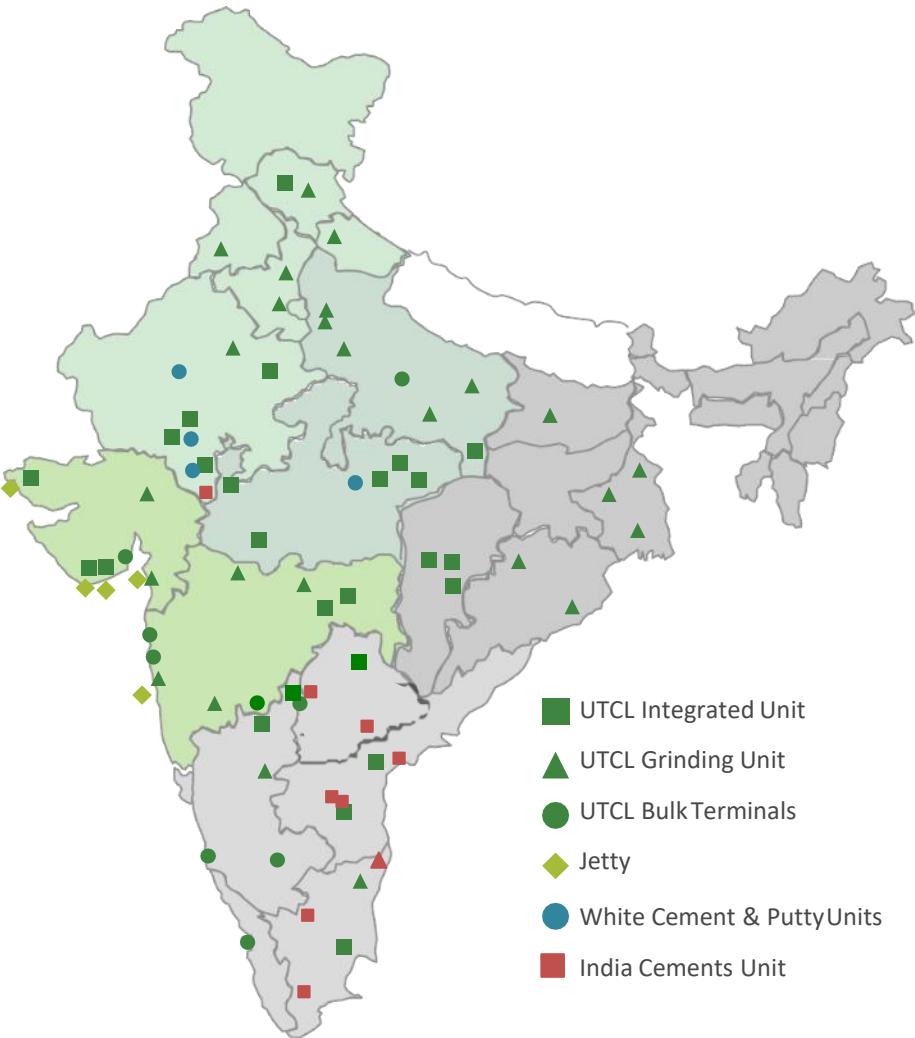 UTCL Integrated Unit
UTCL Grinding Unit
UTCL Bulk Terminals
Jetty
White Cement & Putty Units
India Cements Unit